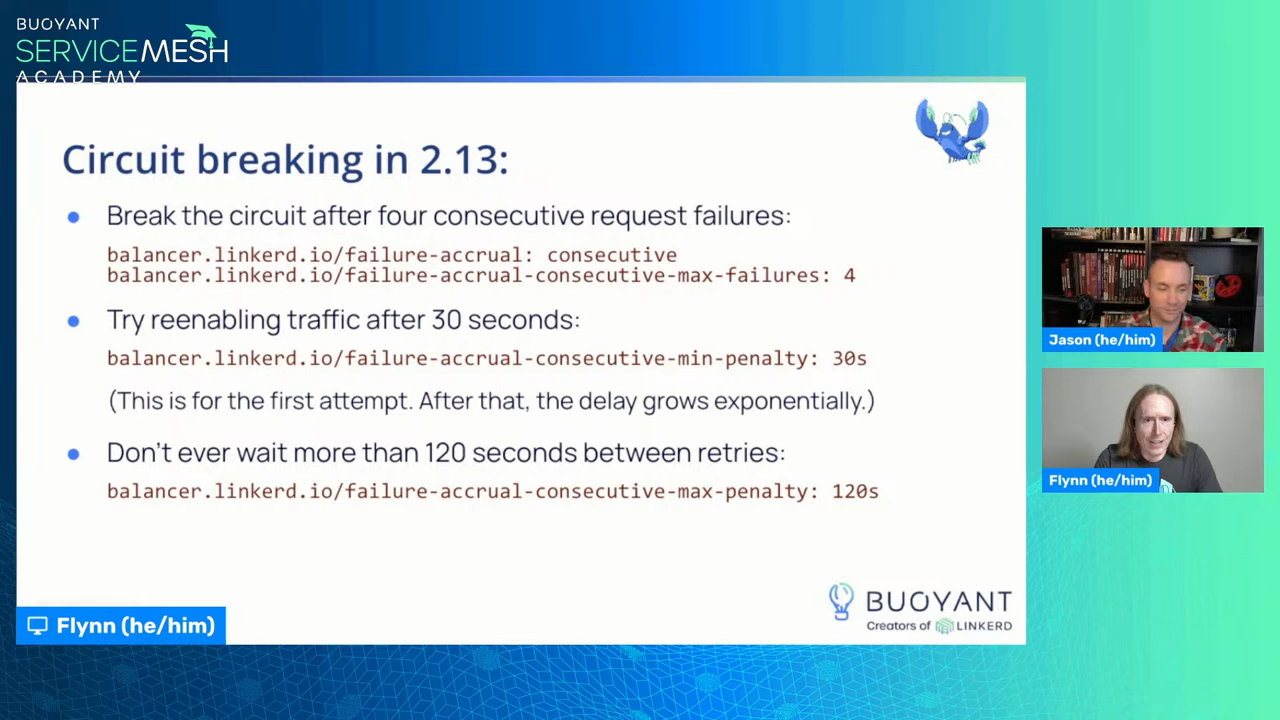 BUOYANT
SERVICEMESH
ACADEMY
Circuit breaking in 2.13:
● Break the circuit after four consecutive request failures:
balancer.linkerd.io/failure-accrual: consecutive
balancer.linkerd.io/failure-accrual-consecutive-max-failures: 4
● Try reenabling traffic after 30 seconds:
balancer.linkerd.io/failure-accrual-consecutive-min-penalty: 30s
(This is for the first attempt. After that, the delay grows exponentially.)
● Don't ever wait more than 120 seconds between retries:
balancer.linkerd.io/failure-accrual-consecutive-max-penalty: 120s
BUOYANT
Creators of LINKERD
Flynn (he/him)
Jason (he/him)
Flynn (he/him)